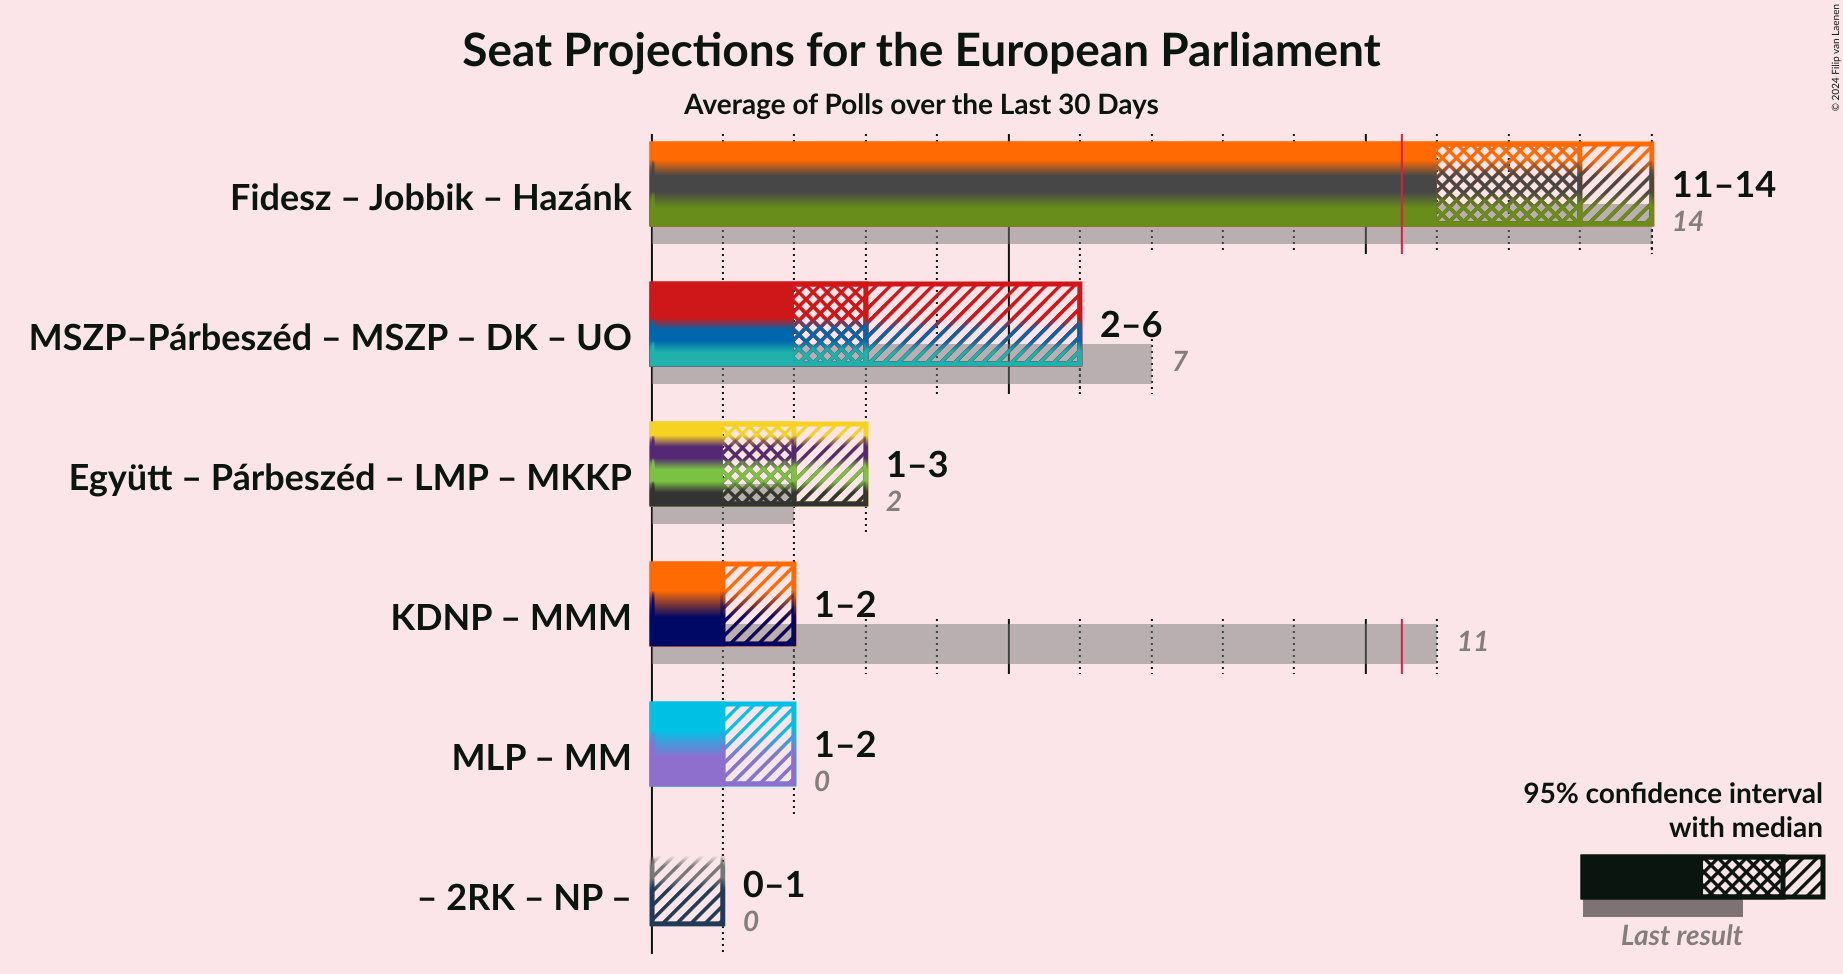 Seat Projections for the European Parliament
Average of Polls over the Last 30 Days
© 2024 Filip van Laenen
Fidesz – Jobbik – Hazánk
11–14
14
MSZP–Párbeszéd – MSZP – DK – UO
2–6
7
Együtt – Párbeszéd – LMP – MKKP
1–3
2
KDNP – MMM
1–2
11
MLP – MM
1–2
0
– 2RK – NP –
0–1
0
95% confidence interval
with median
Last result